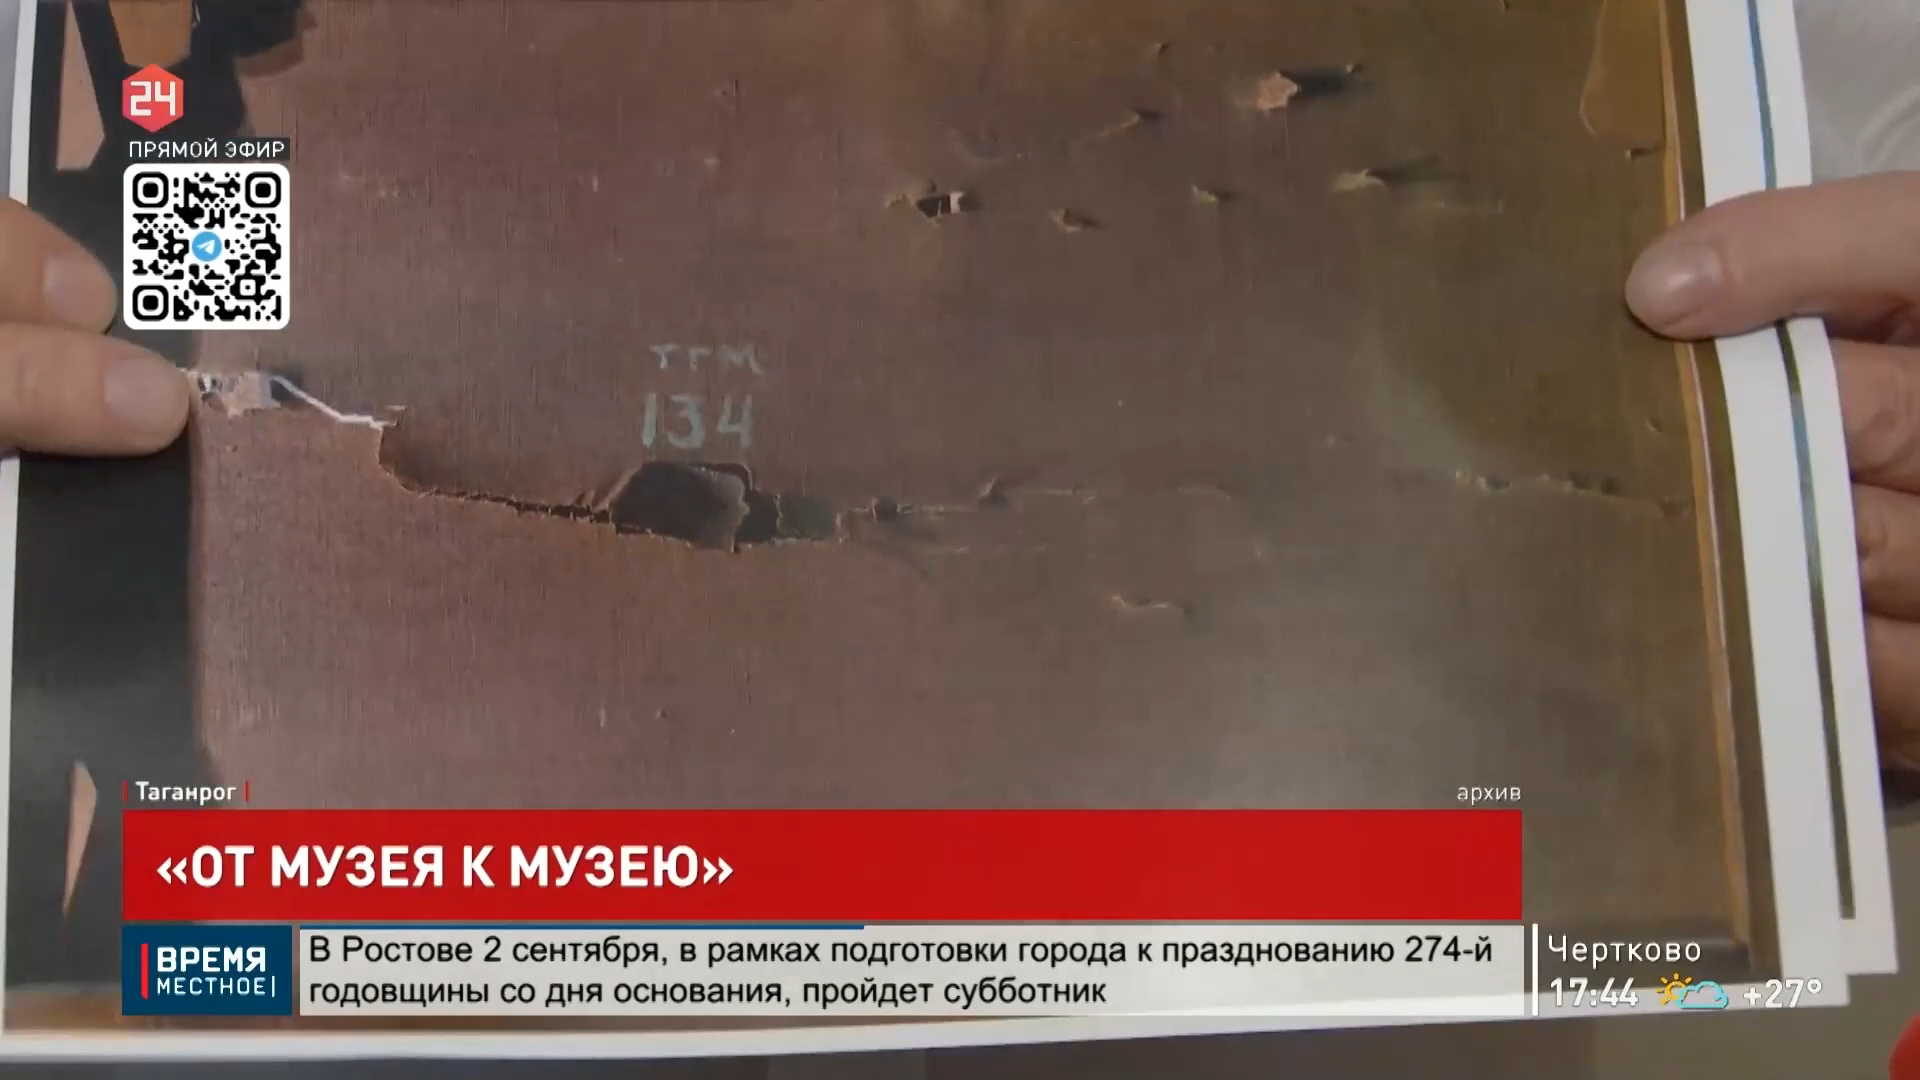 24
ПРЯМОЙ ЭФИР
ТГМ
134
Таганрог
архив
«ОТ МУЗЕЯ К МУЗЕЮ»
ВРЕМЯ
МЕСТНОЕ
В Ростове 2 сентября, в рамках подготовки города к празднованию 274-й
годовщины со дня основания, пройдет субботник
Чертково
17:44 +27°